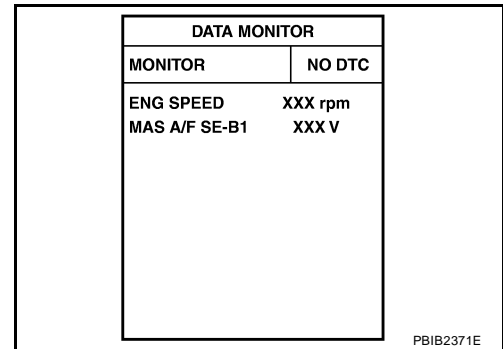 DATA MONITOR
MONITOR NO DTC
ENG SPEED XXX rpm
MAS A/F SE-B1 XXX V
PBIB2371E